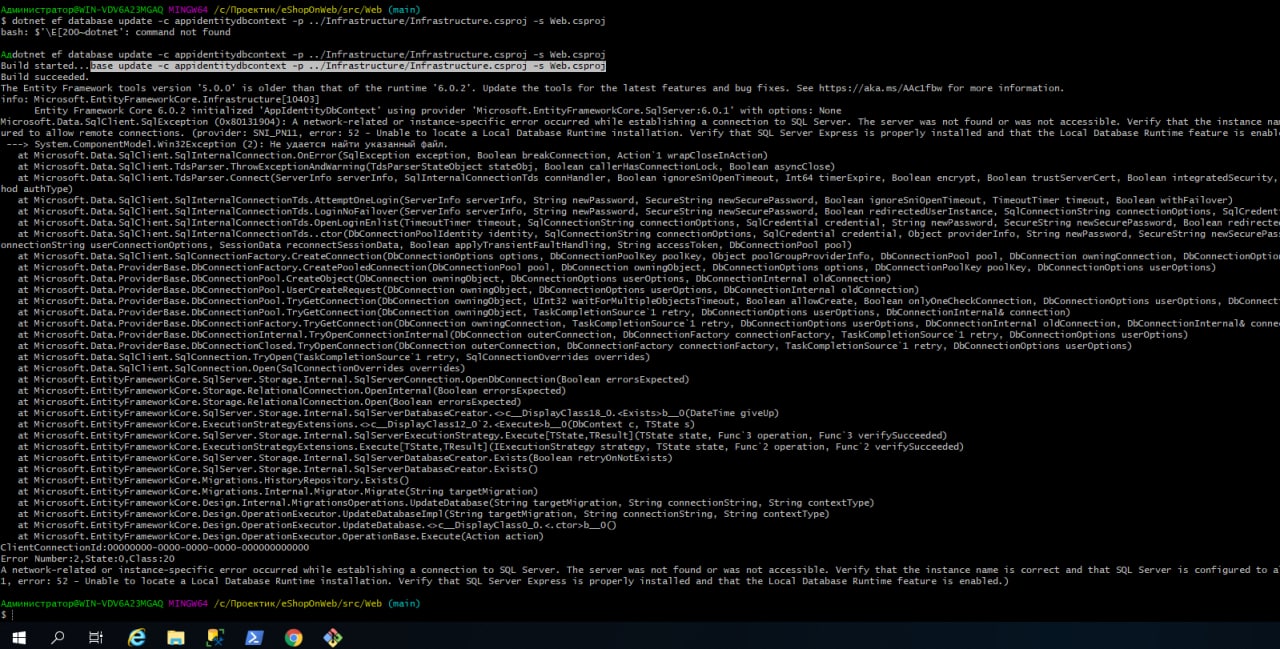 Администратор@WIN-VDV6A23MGAQ MINGW64 /c/Проектик/eShopOnWeb/src/Web (main)
$ dotnet ef database update -c appidentitydbcontext -p ../Infrastructure/Infrastructure.csproj -s Web.csproj
bash: $'\E[200~dotnet': command not found
Адdotnet ef database update -c appidentitydbcontext -p ../Infrastructure/Infrastructure.csproj -s Web.csproj
Build started...base update -c appidentitydbcontext -p ../Infrastructure/Infrastructure.csproj -s Web.csproj
Build succeeded.
The Entity Framework tools version '5.0.0' is older than that of the runtime '6.0.2'. Update the tools for the latest features and bug fixes. See https://aka.ms/AAc1fbw for more information.
info: Microsoft.EntityFrameworkCore.Infrastructure[10403]
Entity Framework Core 6.0.2 initialized 'AppIdentityDbContext' using provider 'Microsoft.EntityFrameworkCore.SqlServer:6.0.1' with options: None
Microsoft.Data.SqlClient.SqlException (0x80131904): A network-related or instance-specific error occurred while establishing a connection to SQL Server. The server was not found or was not accessible. Verify that the instance na
ured to allow remote connections. (provider: SNI_PN11, error: 52 - Unable to locate a Local Database Runtime installation. Verify that SQL Server Express is properly installed and that the Local Database Runtime feature is enabl
---> System.ComponentModel.Win32Exception (2): Не удается найти указанный файл.
at Microsoft.Data.SqlClient.SqlInternalConnection.OnError(SqlException exception, Boolean breakConnection, Action`1 wrapCloseInAction)
at Microsoft.Data.SqlClient.TdsParser.ThrowExceptionAndWarning(TdsParserStateObject stateObj, Boolean callerHasConnectionLock, Boolean asyncClose)
at Microsoft.Data.SqlClient.TdsParser.Connect(ServerInfo serverInfo, SqlInternalConnectionTds connHandler, Boolean ignoreSniOpenTimeout, Int64 timerExpire, Boolean encrypt, Boolean trustServerCert, Boolean integratedSecurity,
hod authType)
at Microsoft.Data.SqlClient.SqlInternalConnectionTds.AttemptOneLogin(ServerInfo serverInfo, String newPassword, SecureString newSecurePassword, Boolean ignoreSniOpenTimeout, TimeoutTimer timeout, Boolean withFailover)
at Microsoft.Data.SqlClient.SqlInternalConnectionTds.LoginNoFailover(ServerInfo serverInfo, String newPassword, SecureString newSecurePassword, Boolean redirectedUserInstance, SqlConnectionString connectionOptions, SqlCredent
at Microsoft.Data.SqlClient.SqlInternalConnectionTds.OpenLoginEnlist(TimeoutTimer timeout, SqlConnectionString connectionOptions, SqlCredential credential, String newPassword, SecureString newSecurePassword, Boolean redirecte
at Microsoft.Data.SqlClient.SqlInternalConnectionTds..ctor(DbConnectionPoolIdentity identity, SqlConnectionString connectionOptions, SqlCredential credential, Object providerInfo, String newPassword, SecureString newSecurePass
onnectionString userConnectionOptions, SessionData reconnectSessionData, Boolean applyTransientFaultHandling, String accessToken, DbConnectionPool pool)
at Microsoft.Data.SqlClient.SqlConnectionFactory.CreateConnection(DbConnectionOptions options, DbConnectionPoolKey poolKey, Object poolGroupProviderInfo, DbConnectionPool pool, DbConnection owningConnection, DbConnectionOption
at Microsoft.Data.ProviderBase.DbConnectionFactory.CreatePooledConnection(DbConnectionPool pool, DbConnection owningObject, DbConnectionOptions options, DbConnectionPoolKey poolKey, DbConnectionOptions userOptions)
at Microsoft.Data.ProviderBase.DbConnectionPool.CreateObject(DbConnection owningObject, DbConnectionOptions userOptions, DbConnectionInternal oldConnection)
at Microsoft.Data.ProviderBase.DbConnectionPool.UserCreateRequest(DbConnection owningObject, DbConnectionOptions userOptions, DbConnectionInternal oldConnection)
at Microsoft.Data.ProviderBase.DbConnectionPool.TryGetConnection(DbConnection owningObject, UInt32 waitForMultipleObjectsTimeout, Boolean allowCreate, Boolean onlyOneCheckConnection, DbConnectionOptions userOptions, DbConnecti
at Microsoft.Data.ProviderBase.DbConnectionPool.TryGetConnection(DbConnection owningObject, TaskCompletionSource`1 retry, DbConnectionOptions userOptions, DbConnectionInternal& connection)
at Microsoft.Data.ProviderBase.DbConnectionFactory.TryGetConnection(DbConnection owningConnection, TaskCompletionSource`1 retry, DbConnectionOptions userOptions, DbConnectionInternal oldConnection, DbConnectionInternal& conne
at Microsoft.Data.ProviderBase.DbConnectionInternal.TryOpenConnectionInternal(DbConnection outerConnection, DbConnectionFactory connectionFactory, TaskCompletionSource`1 retry, DbConnectionOptions userOptions)
at Microsoft.Data.ProviderBase.DbConnectionClosed.TryOpenConnection(DbConnection outerConnection, DbConnectionFactory connectionFactory, TaskCompletionSource`1 retry, DbConnectionOptions userOptions)
at Microsoft.Data.SqlClient.SqlConnection.TryOpen(TaskCompletionSource`1 retry, SqlConnectionOverrides overrides)
at Microsoft.Data.SqlClient.SqlConnection.Open(SqlConnectionOverrides overrides)
at Microsoft.EntityFrameworkCore.SqlServer.Storage.Internal.SqlServerConnection.OpenDbConnection(Boolean errorsExpected)
at Microsoft.EntityFrameworkCore.Storage.RelationalConnection.OpenInternal(Boolean errorsExpected)
at Microsoft.EntityFrameworkCore.Storage.RelationalConnection.Open(Boolean errorsExpected)
at Microsoft.EntityFrameworkCore.SqlServer.Storage.Internal.SqlServerDatabaseCreator.<>c__DisplayClass18_0.<Exists>b__0(DateTime giveUp)
at Microsoft.EntityFrameworkCore.ExecutionStrategyExtensions.<>c__DisplayClass12_0`2.<Execute>b__0(DbContext c, TState s)
at Microsoft.EntityFrameworkCore.SqlServer.Storage.Internal.SqlServerExecutionStrategy.Execute[TState,TResult](TState state, Func`3 operation, Func`3 verifySucceeded)
at Microsoft.EntityFrameworkCore.ExecutionStrategyExtensions.Execute[TState,TResult](IExecutionStrategy strategy, TState state, Func`2 operation, Func`2 verifySucceeded)
at Microsoft.EntityFrameworkCore.SqlServer.Storage.Internal.SqlServerDatabaseCreator.Exists(Boolean retryOnNotExists)
at Microsoft.EntityFrameworkCore.SqlServer.Storage.Internal.SqlServerDatabaseCreator.Exists()
at Microsoft.EntityFrameworkCore.Migrations.HistoryRepository.Exists()
at Microsoft.EntityFrameworkCore.Migrations.Internal.Migrator.Migrate(String targetMigration)
at Microsoft.EntityFrameworkCore.Design.Internal.MigrationsOperations.UpdateDatabase(String targetMigration, String connectionString, String contextType)
at Microsoft.EntityFrameworkCore.Design.OperationExecutor.UpdateDatabaseImpl(String targetMigration, String connectionString, String contextType)
at Microsoft.EntityFrameworkCore.Design.OperationExecutor.UpdateDatabase.<>c__DisplayClass0_0.<.ctor>b__0()
at Microsoft.EntityFrameworkCore.Design.OperationExecutor.OperationBase.Execute(Action action)
ClientConnectionId:00000000-0000-0000-0000-000000000000
Error Number:2,State:0,Class:20
A network-related or instance-specific error occurred while establishing a connection to SQL Server. The server was not found or was not accessible. Verify that the instance name is correct and that SQL Server is configured to al
1, error: 52 - Unable to locate a Local Database Runtime installation. Verify that SQL Server Express is properly installed and that the Local Database Runtime feature is enabled.)
Администратор@WIN-VDV6A23MGAQ MINGW64 /c/Проектик/eShopOnWeb/src/Web (main)
$